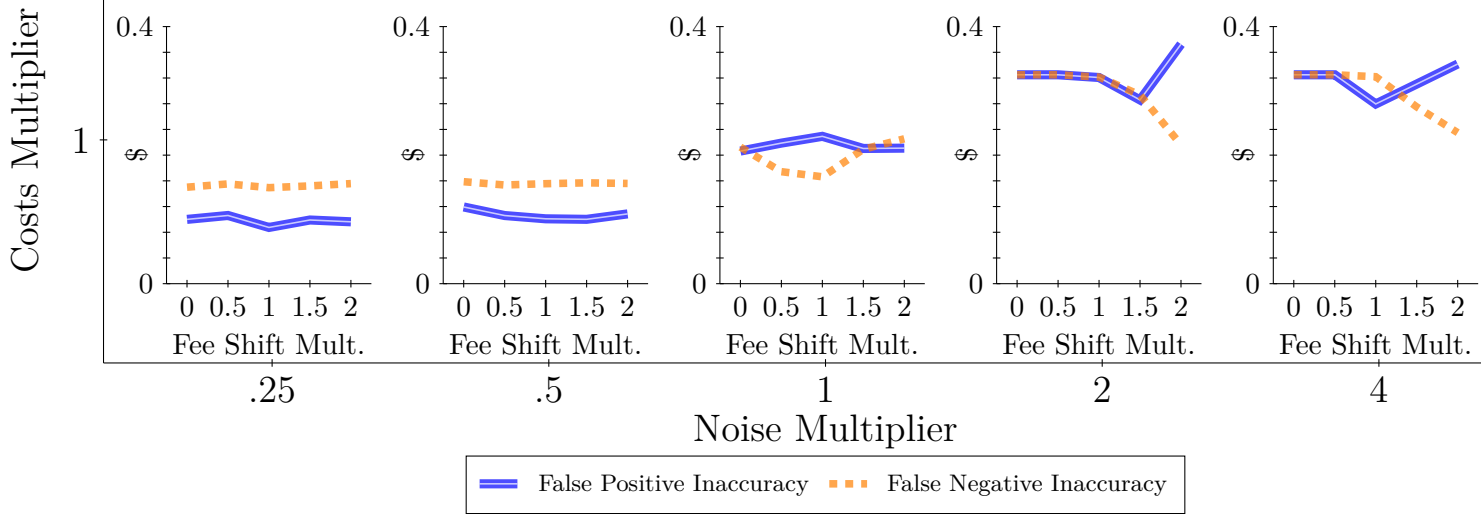 Costs Multiplier
1
0.4
$
0
0 0.5 1 1.5 2
Fee Shift Mult.
0.4
$
0
0 0.5 1 1.5 2
Fee Shift Mult.
0.4
$
0
0 0.5 1 1.5 2
Fee Shift Mult.
0.4
$
0
0 0.5 1 1.5 2
Fee Shift Mult.
0.4
$
0
0 0.5 1 1.5 2
Fee Shift Mult.
.25 .5 1 2 4
Noise Multiplier
False Positive Inaccuracy False Negative Inaccuracy